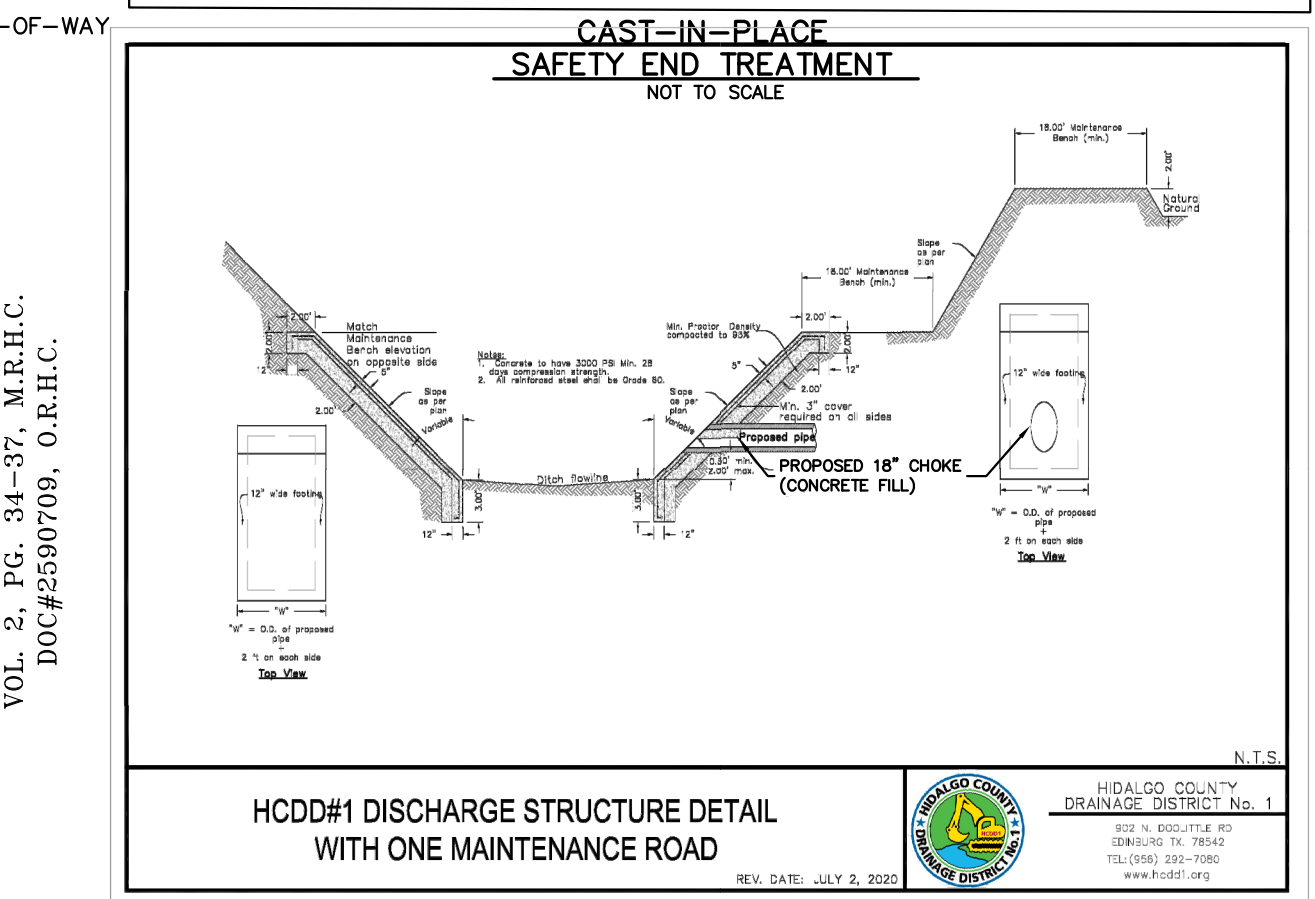 -OF-WAY
CAST-IN-PLACE
SAFETY END TREATMENT
NOT TO SCALE
VOL. 2, PG. 34-37, M.R.H.C.
DOC#2590709, O.R.H.C.
18.00' Maintenance
Bench (min.)
2.00'
Natural
Ground
Slope
as per
plan
18.00' Maintenance
Bench (min.)
2.00'
2.00'
12"
Match
Maintenance
Bench elevation
on opposite side
5"
2.00'
Slope
as per
plan
Variable
Notes:
1. Concrete to have 3000 PSI Min. 28
days compression strength.
2. All reinforced steel shall be Grade 60.
Min. Proctor Density
compacted to 95%
2.00'
2.00'
12"
5"
2.00'
Slope
as per
plan
Variable
Min. 3" cover
required on all sides
Proposed pipe
min.
2.00' max.
PROPOSED 18" CHOKE
(CONCRETE FILL)
Ditch flowline
3.00'
3.00'
12"
12"
12" wide footing
"W"
"W" = O.D. of proposed
pipe
+
2 ft on each side
Top View
12" wide footing
"W"
"W" = O.D. of proposed
pipe
+
2 ft on each side
Top View
N.T.S.
HCDD#1 DISCHARGE STRUCTURE DETAIL
WITH ONE MAINTENANCE ROAD
REV. DATE: JULY 2, 2020
HIDALGO COUNTY
DRAINAGE DISTRICT No. 1
HCDD1
HIDALGO COUNTY
DRAINAGE DISTRICT No. 1
902 N. DOOLITTLE RD
EDINBURG TX. 78542
TEL:(956) 292-7080
www.hcdd1.org